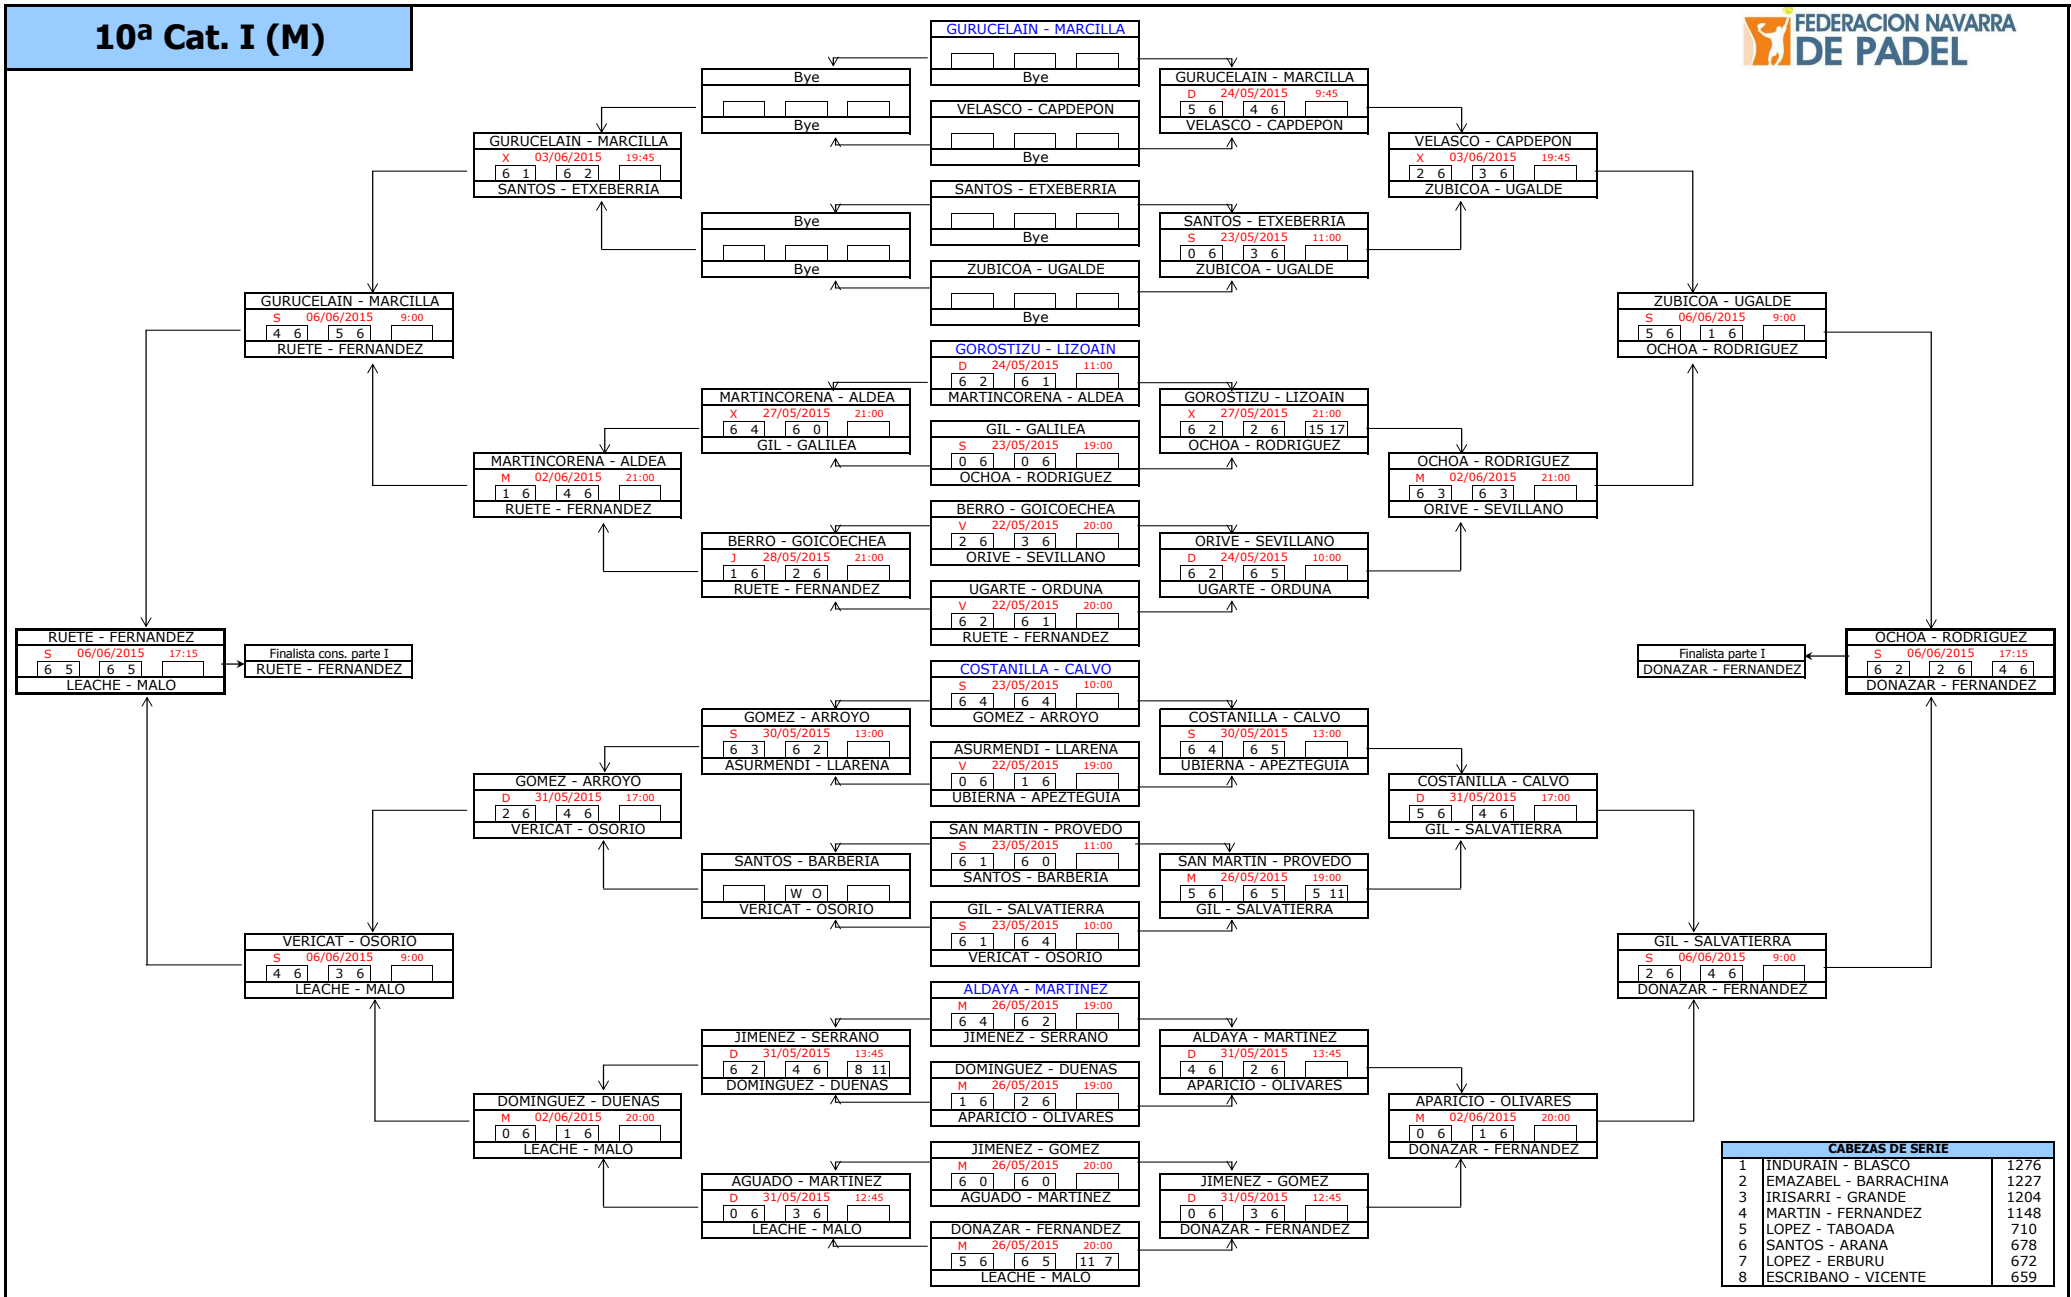 10ª Cat. I (M)
FEDERACION NAVARRA
DE PADEL
RUETE - FERNANDEZ
S 06/06/2015 17:15
6 5 6 5
LEACHE - MALO
Finalista cons. parte I
RUETE - FERNANDEZ
GURUCELAIN - MARCILLA
S 06/06/2015 9:00
4 6 5 6
RUETE - FERNANDEZ
VERICAT - OSORIO
S 06/06/2015 9:00
4 6 3 6
LEACHE - MALO
GURUCELAIN - MARCILLA
X 03/06/2015 19:45
6 1 6 2
SANTOS - ETXEBERRIA
MARTINCORENA - ALDEA
M 02/06/2015 21:00
1 6 4 6
RUETE - FERNANDEZ
GOMEZ - ARROYO
D 31/05/2015 17:00
2 6 4 6
VERICAT - OSORIO
DOMINGUEZ - DUENAS
M 02/06/2015 20:00
0 6 1 6
LEACHE - MALO
Bye
Bye
Bye
Bye
MARTINCORENA - ALDEA
X 27/05/2015 21:00
6 4 6 0
GIL - GALILEA
BERRO - GOICOECHEA
J 28/05/2015 21:00
1 6 2 6
RUETE - FERNANDEZ
GOMEZ - ARROYO
S 30/05/2015 13:00
6 3 6 2
ASURMENDI - LLARENA
SANTOS - BARBERIA
W O
VERICAT - OSORIO
JIMENEZ - SERRANO
D 31/05/2015 13:45
6 2 4 6 8 11
DOMINGUEZ - DUENAS
AGUADO - MARTINEZ
D 31/05/2015 12:45
0 6 3 6
LEACHE - MALO
GURUCELAIN - MARCILLA
Bye
VELASCO - CAPDEPON
Bye
SANTOS - ETXEBERRIA
Bye
ZUBICOA - UGALDE
Bye
GOROSTIZU - LIZOAIN
D 24/05/2015 11:00
6 2 6 1
MARTINCORENA - ALDEA
GIL - GALILEA
S 23/05/2015 19:00
0 6 0 6
OCHOA - RODRIGUEZ
BERRO - GOICOECHEA
V 22/05/2015 20:00
2 6 3 6
ORIVE - SEVILLANO
UGARTE - ORDUNA
V 22/05/2015 20:00
6 2 6 1
RUETE - FERNANDEZ
COSTANILLA - CALVO
S 23/05/2015 10:00
6 4 6 4
GOMEZ - ARROYO
ASURMENDI - LLARENA
V 22/05/2015 19:00
0 6 1 6
UBIERNA - APEZTEGUIA
SAN MARTIN - PROVEDO
S 23/05/2015 11:00
6 1 6 0
SANTOS - BARBERIA
GIL - SALVATIERRA
S 23/05/2015 10:00
6 1 6 4
VERICAT - OSORIO
ALDAYA - MARTINEZ
M 26/05/2015 19:00
6 4 6 2
JIMENEZ - SERRANO
DOMINGUEZ - DUENAS
M 26/05/2015 19:00
1 6 2 6
APARICIO - OLIVARES
JIMENEZ - GOMEZ
M 26/05/2015 20:00
6 0 6 0
AGUADO - MARTINEZ
DONAZAR - FERNANDEZ
M 26/05/2015 20:00
5 6 6 5 11 7
LEACHE - MALO
GURUCELAIN - MARCILLA
D 24/05/2015 9:45
5 6 4 6
VELASCO - CAPDEPON
SANTOS - ETXEBERRIA
S 23/05/2015 11:00
0 6 3 6
ZUBICOA - UGALDE
GOROSTIZU - LIZOAIN
X 27/05/2015 21:00
6 2 2 6 15 17
OCHOA - RODRIGUEZ
ORIVE - SEVILLANO
D 24/05/2015 10:00
6 2 6 5
UGARTE - ORDUNA
COSTANILLA - CALVO
S 30/05/2015 13:00
6 4 6 5
UBIERNA - APEZTEGUIA
SAN MARTIN - PROVEDO
M 26/05/2015 19:00
5 6 6 5 5 11
GIL - SALVATIERRA
ALDAYA - MARTINEZ
D 31/05/2015 13:45
4 6 2 6
APARICIO - OLIVARES
JIMENEZ - GOMEZ
D 31/05/2015 12:45
0 6 3 6
DONAZAR - FERNANDEZ
VELASCO - CAPDEPON
X 03/06/2015 19:45
2 6 3 6
ZUBICOA - UGALDE
OCHOA - RODRIGUEZ
M 02/06/2015 21:00
6 3 6 3
ORIVE - SEVILLANO
COSTANILLA - CALVO
D 31/05/2015 17:00
5 6 4 6
GIL - SALVATIERRA
APARICIO - OLIVARES
M 02/06/2015 20:00
0 6 1 6
DONAZAR - FERNANDEZ
ZUBICOA - UGALDE
S 06/06/2015 9:00
5 6 1 6
OCHOA - RODRIGUEZ
GIL - SALVATIERRA
S 06/06/2015 9:00
2 6 4 6
DONAZAR - FERNANDEZ
Finalista parte I
DONAZAR - FERNANDEZ
OCHOA - RODRIGUEZ
S 06/06/2015 17:15
6 2 2 6 4 6
DONAZAR - FERNANDEZ
CABEZAS DE SERIE
1 INDURAIN - BLASCO 1276
2 EMAZABEL - BARRACHINA 1227
3 IRISARRI - GRANDE 1204
4 MARTIN - FERNANDEZ 1148
5 LOPEZ - TABOADA 710
6 SANTOS - ARANA 678
7 LOPEZ - ERBURU 672
8 ESCRIBANO - VICENTE 659